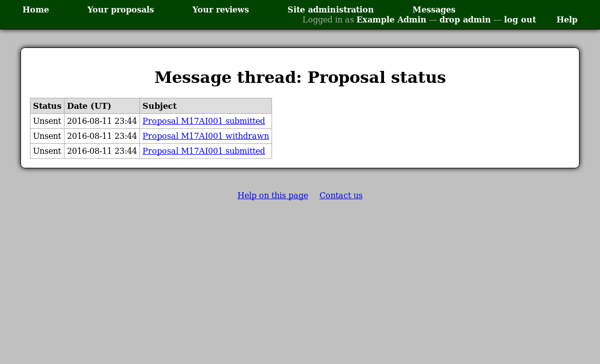 Home Your proposals Your reviews Site administration Messages
Logged in as Example Admin — drop admin — log out Help
Message thread: Proposal status
Status Date (UT) Subject
Unsent 2016-08-11 23:44 Proposal M17AI001 submitted
Unsent 2016-08-11 23:44 Proposal M17AI001 withdrawn
Unsent 2016-08-11 23:44 Proposal M17AI001 submitted
Help on this page Contact us